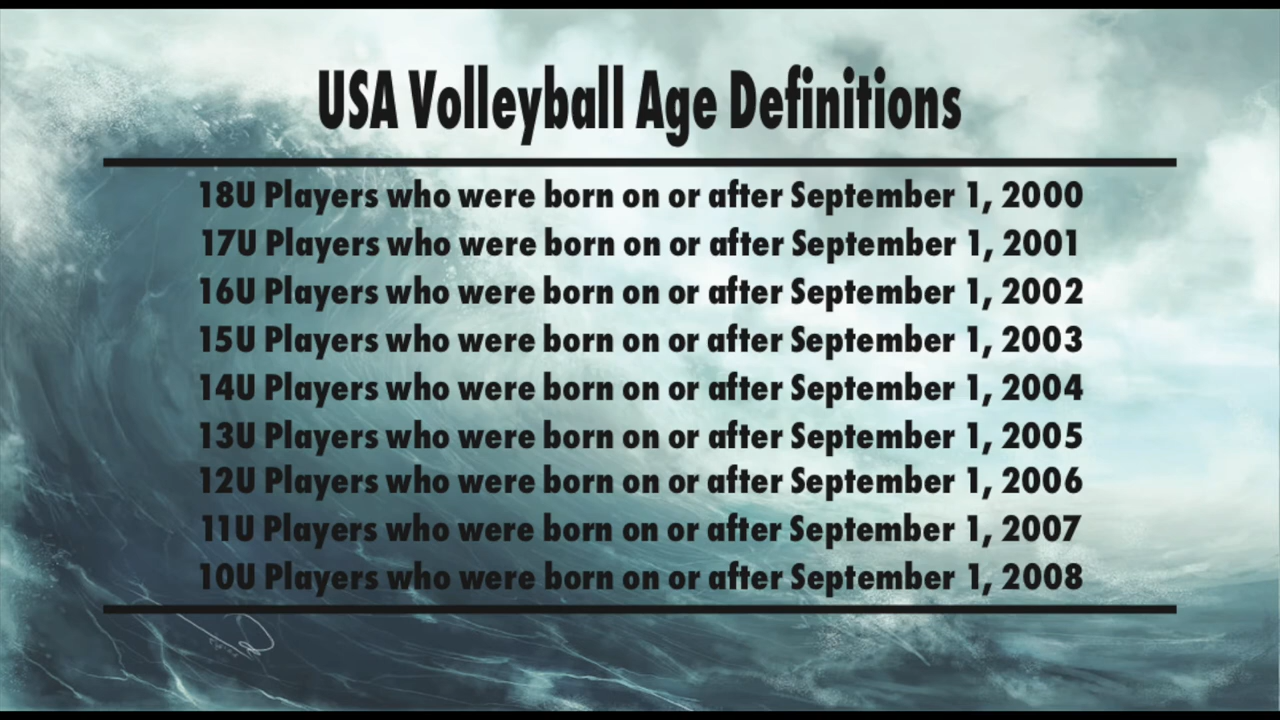 USA Volleyball Age Definitions
18U Players who were born on or after September 1, 2000
17U Players who were born on or after September 1, 2001
16U Players who were born on or after September 1, 2002
15U Players who were born on or after September 1, 2003
14U Players who were born on or after September 1, 2004
13U Players who were born on or after September 1, 2005
12U Players who were born on or after September 1, 2006
11U Players who were born on or after September 1, 2007
10U Players who were born on or after September 1, 2008